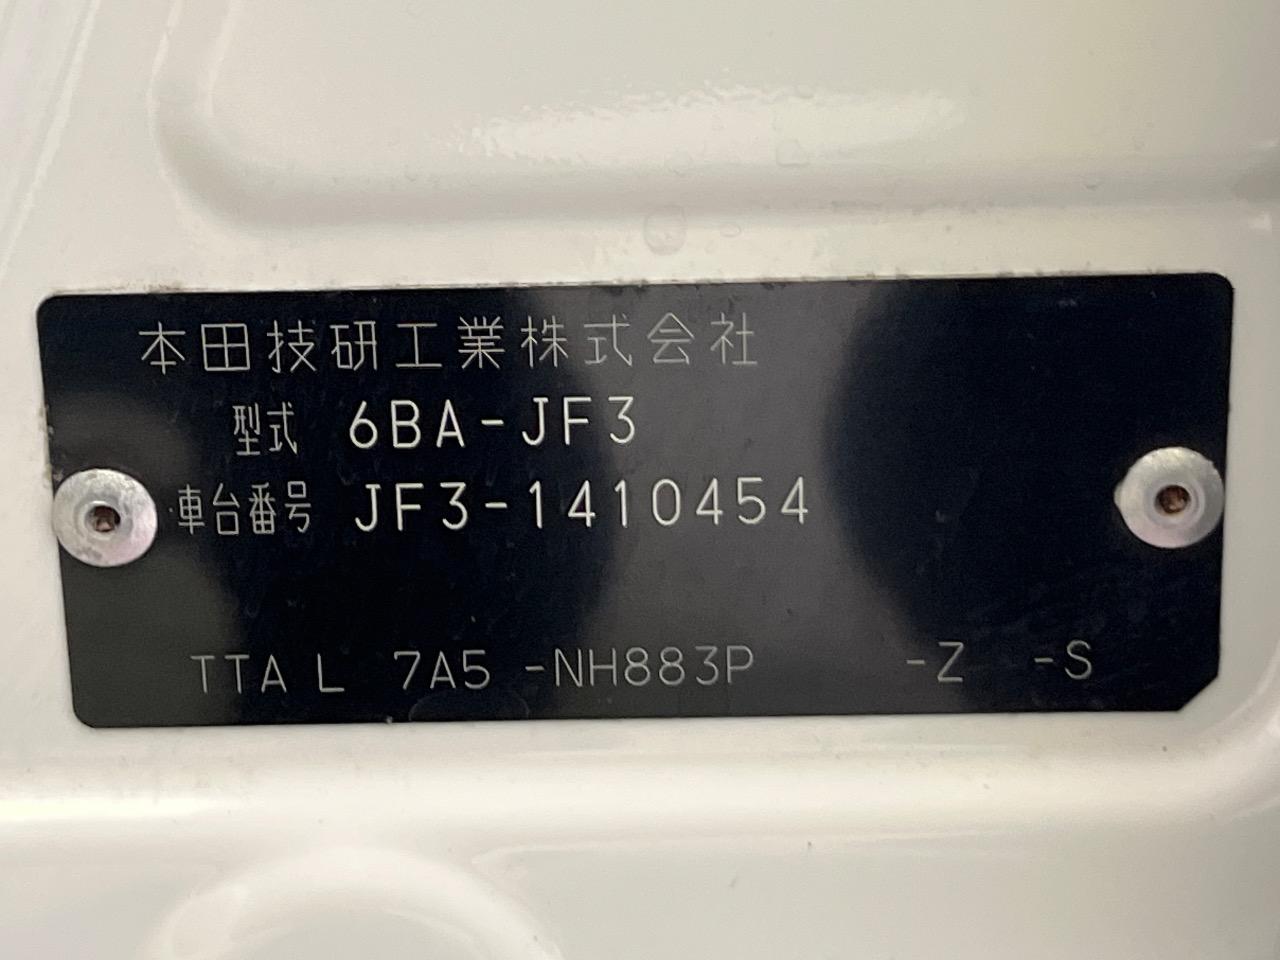 本田技研工業株式会社
型式 6BA-JF3
車台番号 JF3-1410454
TTA L 7A5 -NH883P -Z -S